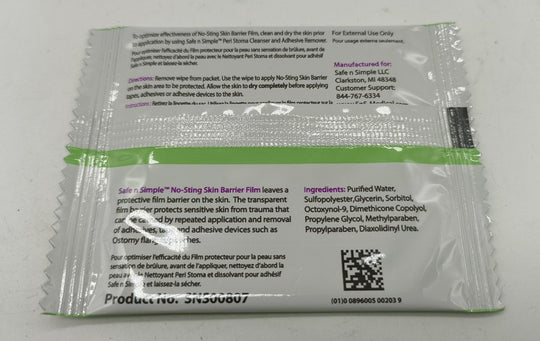 To optimize effectiveness of No-Sting Skin Barrier Film, clean and dry the skin prior
to application by using Safe n Simple™ Peri Stoma Cleanser and Adhesive Remover.
Pour optimiser l'efficacité du Film protecteur pour la peau sans sensation de brûlure, avant de
l'appliquer, nettoyez d'abord la peau avec le Nettoyant Peri Stoma et dissolvant pour adhésif
Safe n Simple et laissez-la sécher.
Directions: Remove wipe from packet. Use the wipe to apply No-Sting Skin Barrier
on the skin area to be protected. Allow the skin to dry completely before applying
tapes, adhesives or adhesive devices to the skin.
For External Use Only
Pour usage externe seulement.
Manufactured for:
Safe n Simple LLC
Clarkston, MI 48348
Customer Support:
844-767-6334
Safe n Simple™ No-Sting Skin Barrier Film leaves a
protective film barrier on the skin. The transparent
film barrier protects sensitive skin from trauma that
can be caused by repeated application and removal
of adhesives, tapes and adhesive devices such as
Ostomy
Pour optimiser l'efficacité du Film protecteur pour la peau sans
sensation de brûlure, avant de l'appliquer, nettoyez d'abord la
peau avec le Nettoyant Peri Stoma et dissolvant pour adhésif
Safe n Simple et laissez-la sécher.
Product No.: SNS00807
Ingredients: Purified Water,
Sulfopolyester,Glycerin, Sorbitol,
Octoxynol-9, Dimethicone Copolyol,
Propylene Glycol, Methylparaben,
Propylparaben, Diaxolidinyl Urea.
(01)0 0896005 00203 9